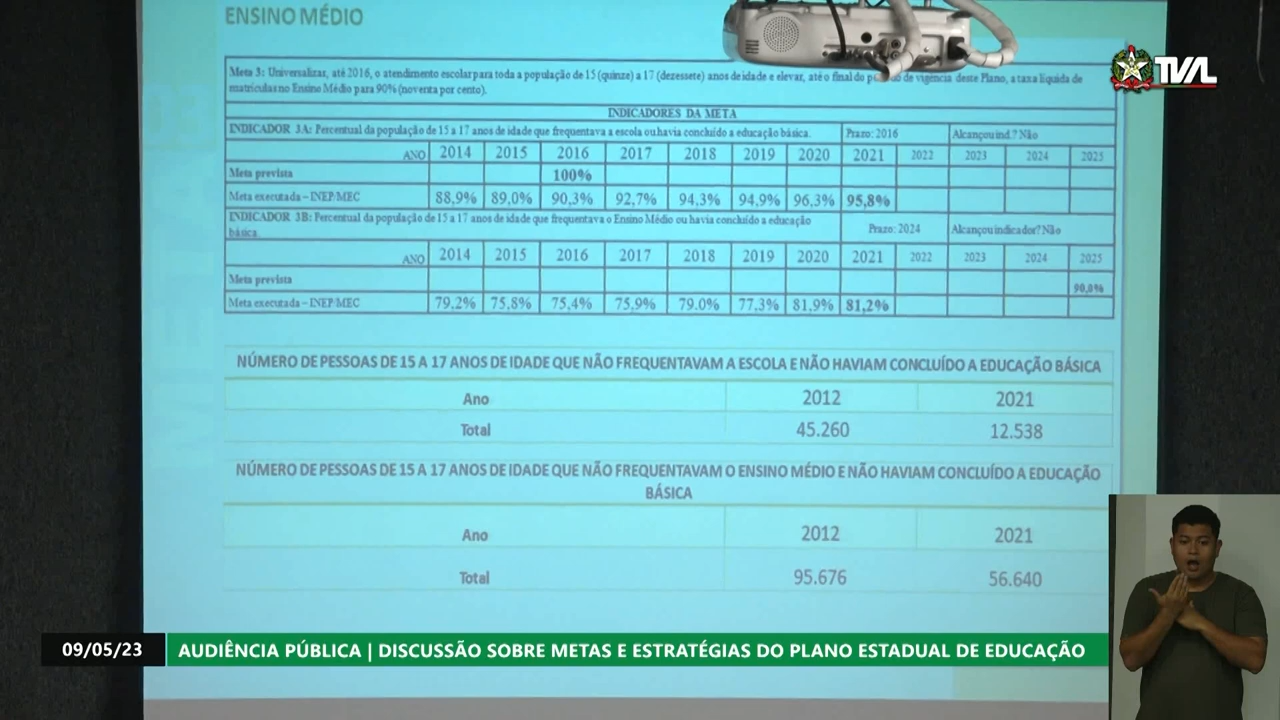 ENSINO MÉDIO
TVAL
Meta 3: Universalizar, até 2016, o atendimento escolar para toda a população de 15 (quinze) a 17 (dezessete) anos de idade e elevar, até o final do de vigência deste Plano, a taxa líquida de
matrículas no Ensino Médio para 90% (noventa por cento).
INDICADORES DA META
INDICADOR 3A: Percentual da população de 15 a 17 anos de idade que frequentava a escola ou havia concluído a educação básica. Prazo: 2016 Alcançou ind.? Não
ANO 2014 2015 2016 2017 2018 2019 2020 2021 2022 2023 2024 2025
Meta prevista 100%
Meta executada – INEP/MEC 88,9% 89,0% 90,3% 92,7% 94,3% 94,9% 96,3% 95,8%
INDICADOR 3B: Percentual da população de 15 a 17 anos de idade que frequentava o Ensino Médio ou havia concluído a educação
básica. Prazo: 2024 Alcançou indicador? Não
ANO 2014 2015 2016 2017 2018 2019 2020 2021 2022 2023 2024 2025
Meta prevista 90,0%
Meta executada – INEP/MEC 79,2% 75,8% 75,4% 75,9% 79.0% 77,3% 81,9% 81,2%
NÚMERO DE PESSOAS DE 15 A 17 ANOS DE IDADE QUE NÃO FREQUENTAVAM A ESCOLA E NÃO HAVIAM CONCLUÍDO A EDUCAÇÃO BÁSICA
Ano 2012 2021
Total 45.260 12.538
NÚMERO DE PESSOAS DE 15 A 17 ANOS DE IDADE QUE NÃO FREQUENTAVAM O ENSINO MÉDIO E NÃO HAVIAM CONCLUÍDO A EDUCAÇÃO
BÁSICA
Ano 2012 2021
Total 95.676 56.640
09/05/23 AUDIÊNCIA PÚBLICA | DISCUSSÃO SOBRE METAS E ESTRATÉGIAS DO PLANO ESTADUAL DE EDUCAÇÃO